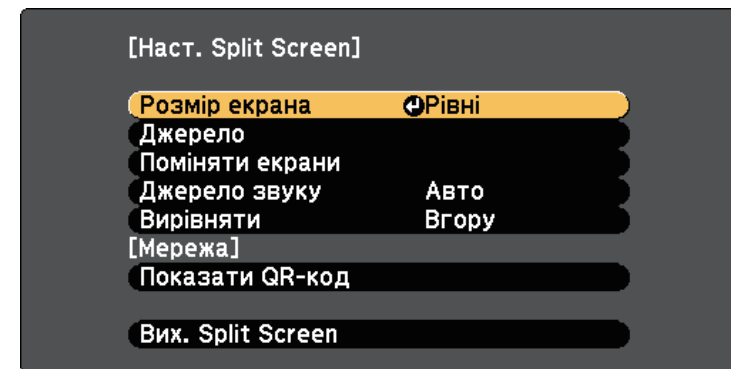 [Наст. Split Screen]
Розмір екрана Рівні
Джерело
Поміняти екрани
Джерело звуку Авто
Вирівняти Вгору
[Мережа]
Показати QR-код
Вих. Split Screen